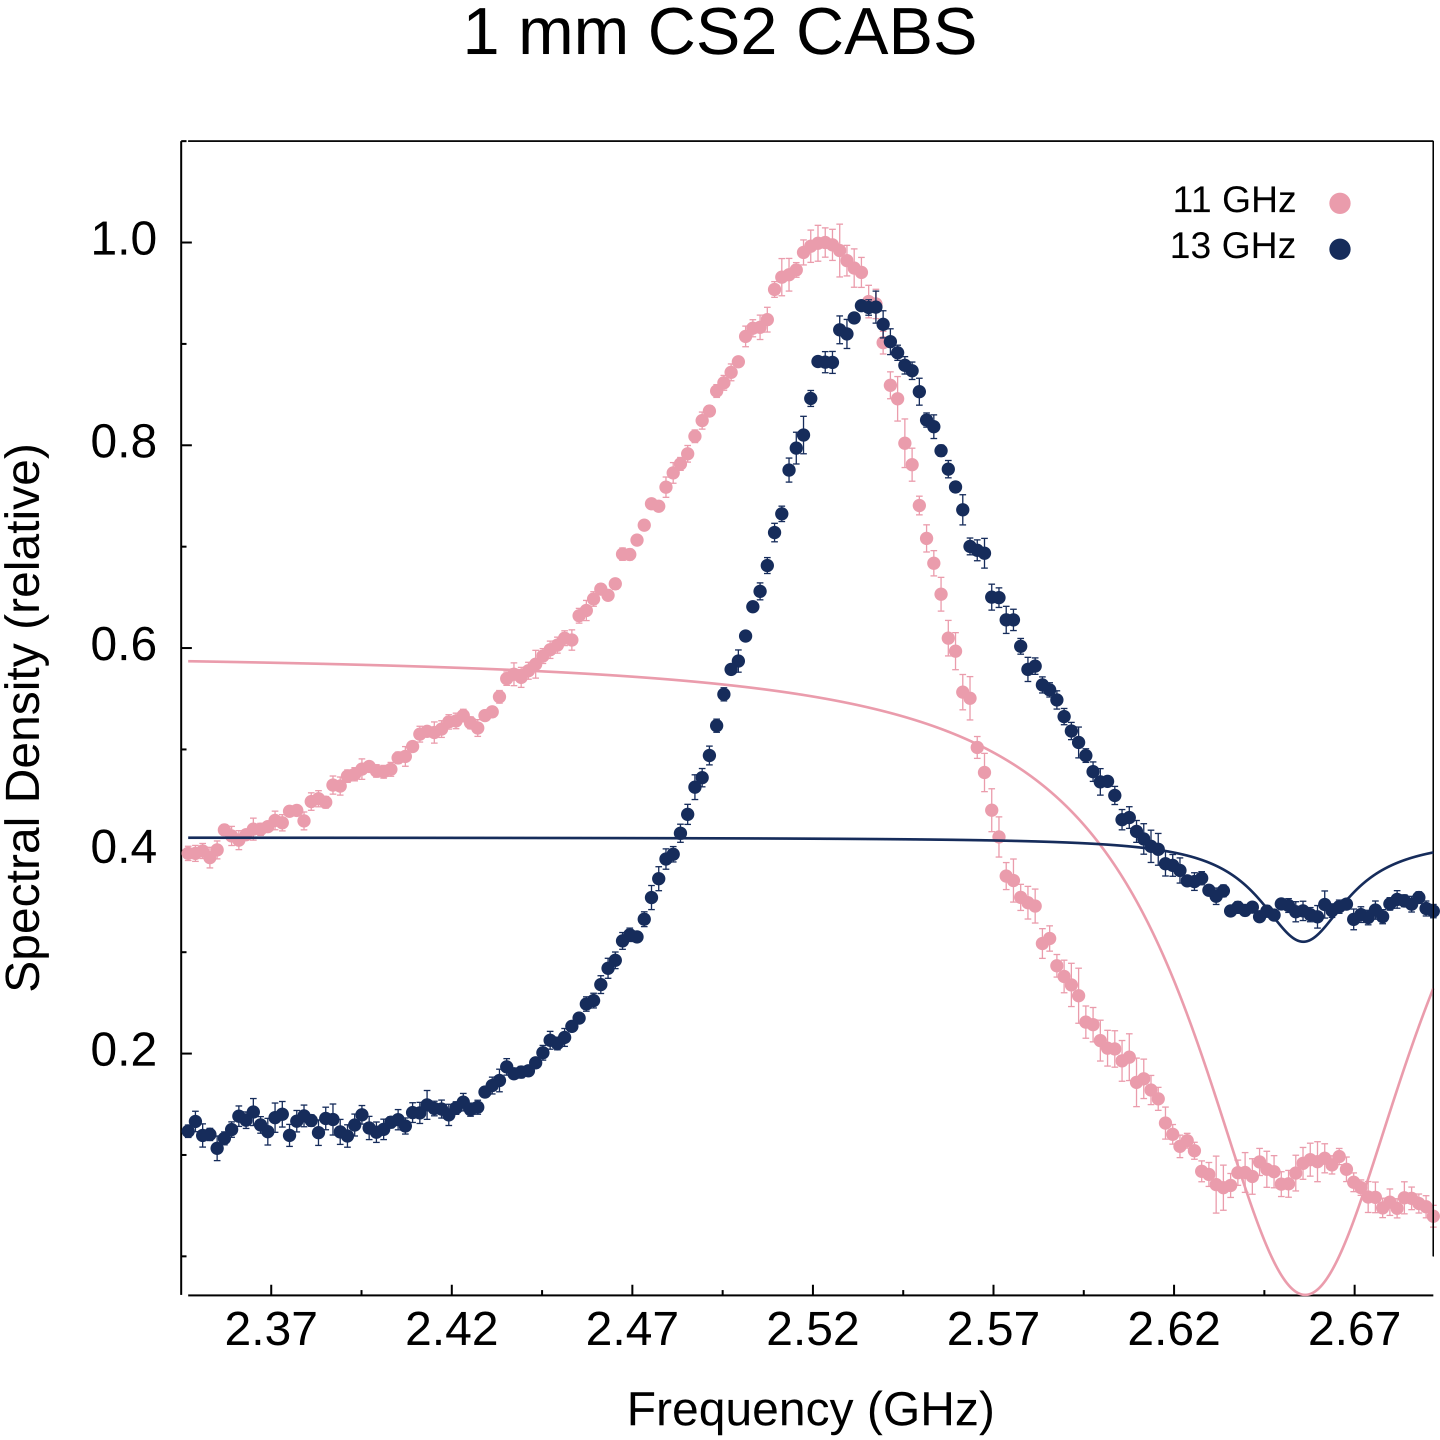 1 mm CS2 CABS
11 GHz
13 GHz
1.0
0.8
0.6
0.4
0.2
Spectral Density (relative)
2.37 2.42 2.47 2.52 2.57 2.62 2.67
Frequency (GHz)